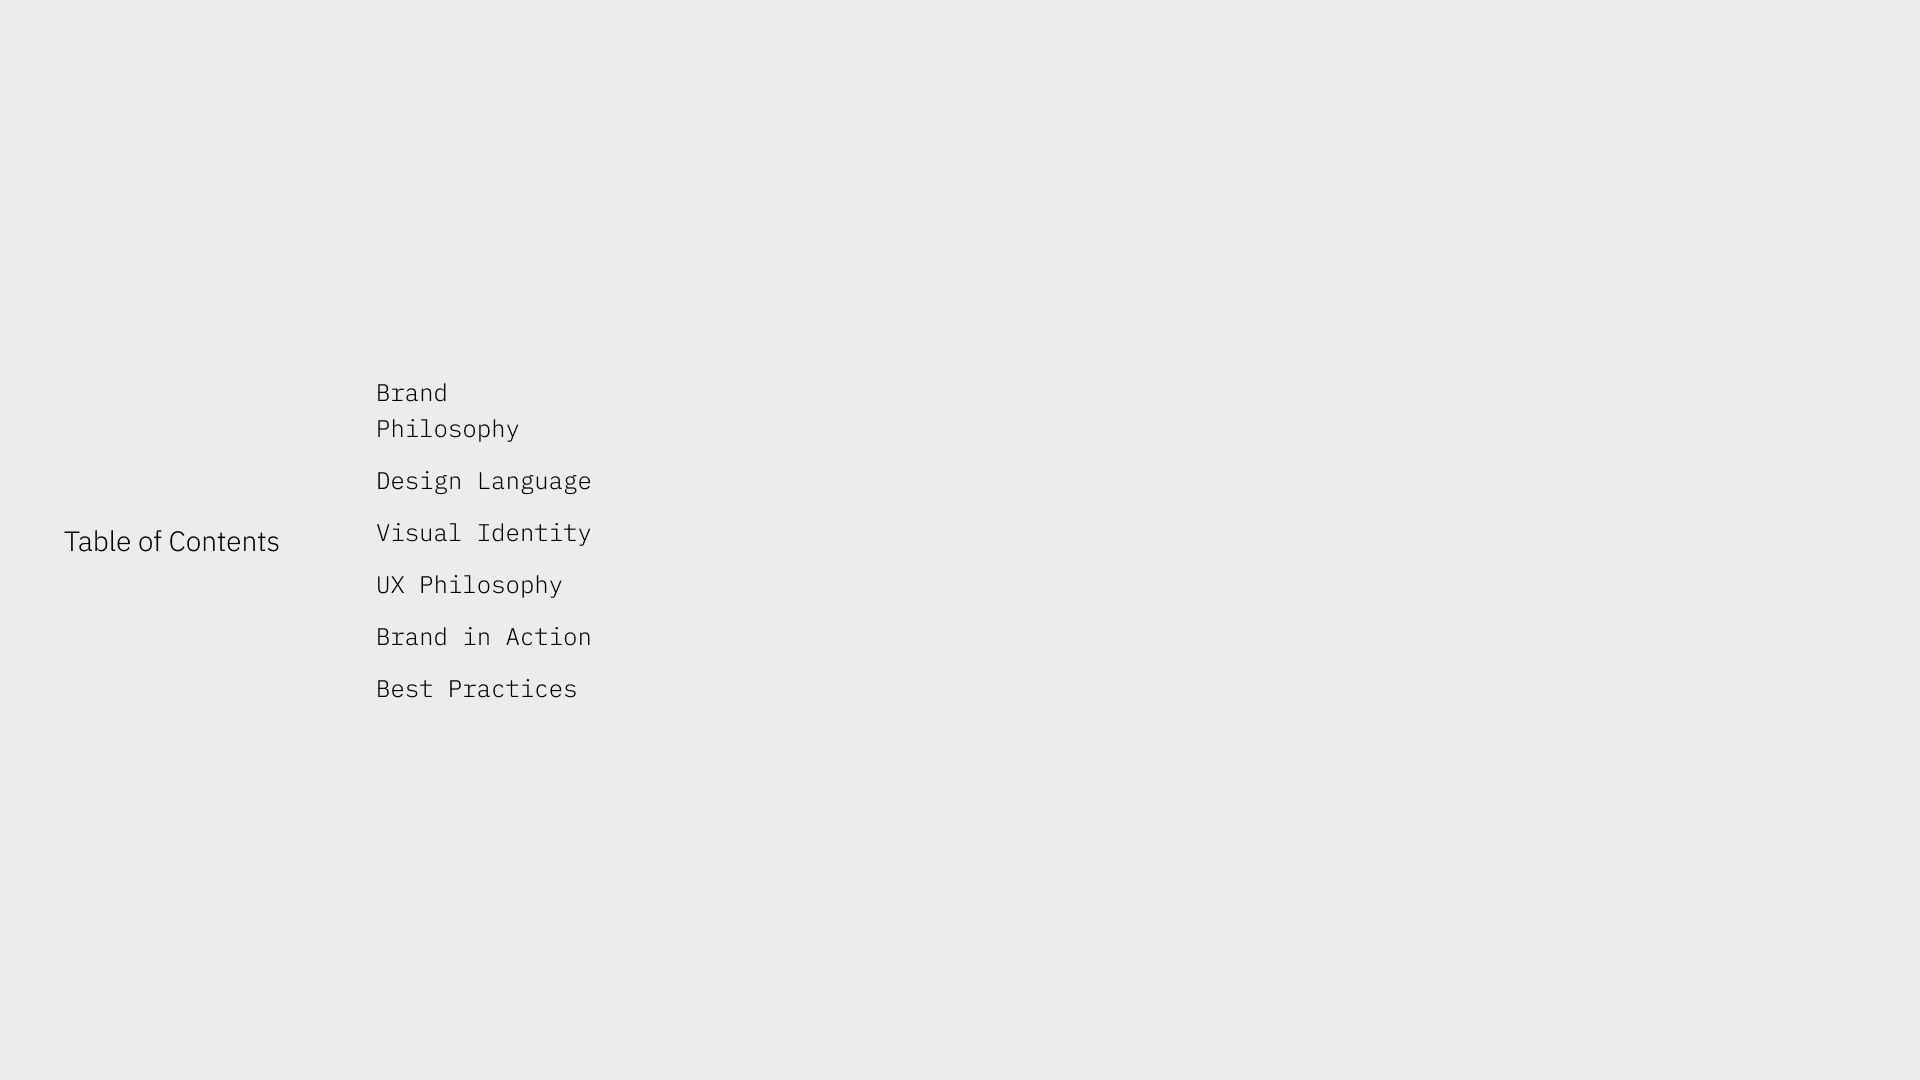 Table of Contents
Brand
Philosophy
Design Language
Visual Identity
UX Philosophy
Brand in Action
Best Practices